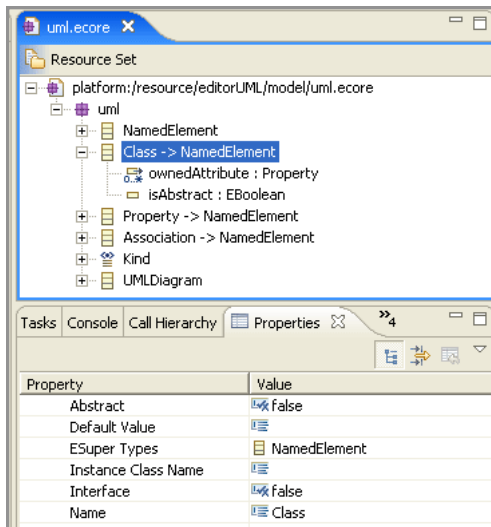 uml.ecore
Resource Set
platform:/resource/editorUML/model/uml.ecore
uml
NamedElement
Class -> NamedElement
0..* ownedAttribute : Property
isAbstract : EBoolean
Property -> NamedElement
Association -> NamedElement
Kind
UMLDiagram
Tasks Console Call Hierarchy Properties »4
Property Value
Abstract false
Default Value
ESuper Types NamedElement
Instance Class Name
Interface false
Name Class